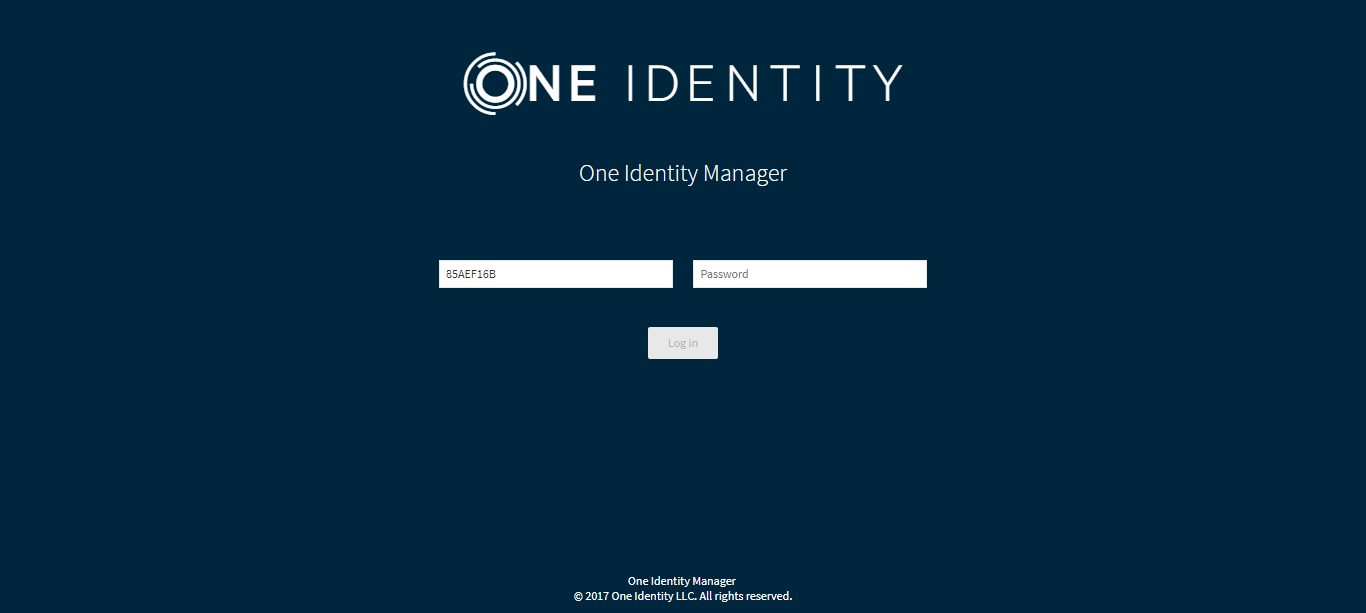 ONE IDENTITY
One Identity Manager
85AEF16B
Password
Log in
One Identity Manager
© 2017 One Identity LLC. All rights reserved.